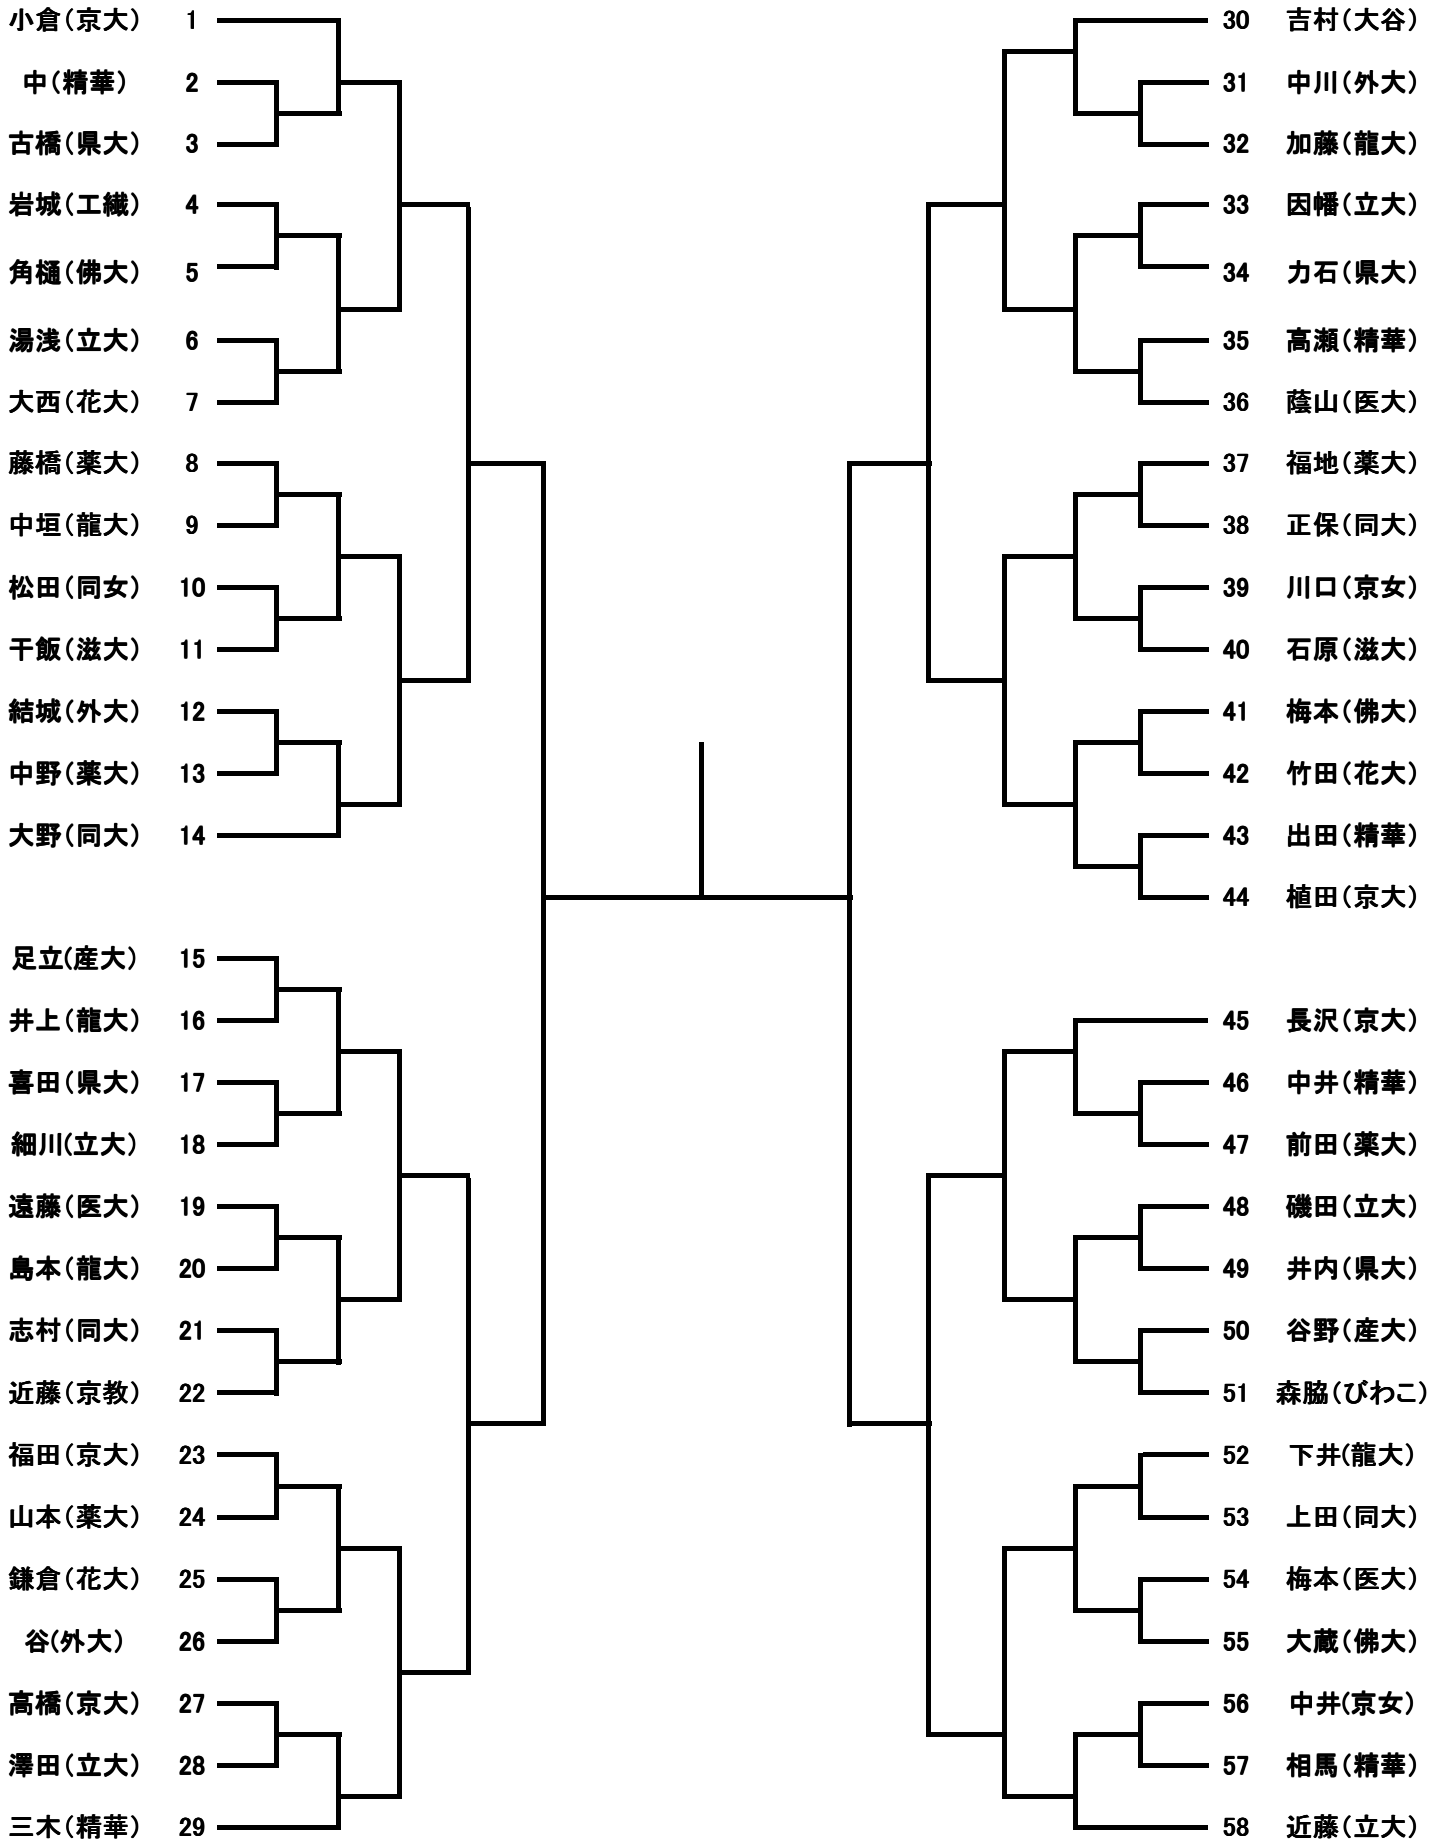 小倉(京大) 1
中(精華) 2
古橋(県大) 3
岩城(工繊) 4
角樋(佛大) 5
湯浅(立大) 6
大西(花大) 7
藤橋(薬大) 8
中垣(龍大) 9
松田(同女) 10
干飯(滋大) 11
結城(外大) 12
中野(薬大) 13
大野(同大) 14
足立(産大) 15
井上(龍大) 16
喜田(県大) 17
細川(立大) 18
遠藤(医大) 19
島本(龍大) 20
志村(同大) 21
近藤(京教) 22
福田(京大) 23
山本(薬大) 24
鎌倉(花大) 25
谷(外大) 26
高橋(京大) 27
澤田(立大) 28
三木(精華) 29
30 吉村(大谷)
31 中川(外大)
32 加藤(龍大)
33 因幡(立大)
34 力石(県大)
35 高瀬(精華)
36 蔭山(医大)
37 福地(薬大)
38 正保(同大)
39 川口(京女)
40 石原(滋大)
41 梅本(佛大)
42 竹田(花大)
43 出田(精華)
44 植田(京大)
45 長沢(京大)
46 中井(精華)
47 前田(薬大)
48 磯田(立大)
49 井内(県大)
50 谷野(産大)
51 森脇(びわこ)
52 下井(龍大)
53 上田(同大)
54 梅本(医大)
55 大蔵(佛大)
56 中井(京女)
57 相馬(精華)
58 近藤(立大)